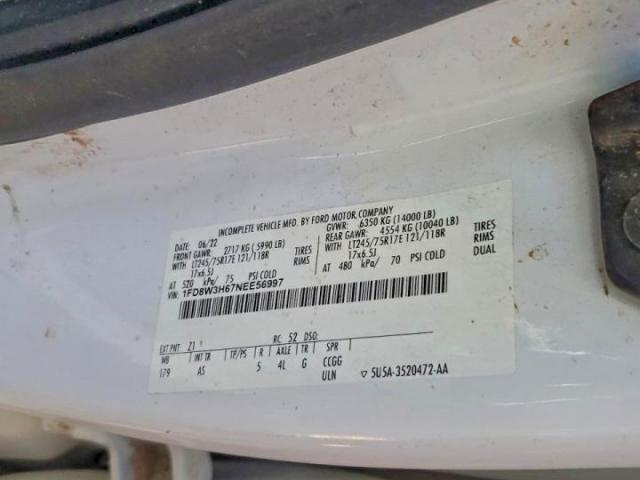 INCOMPLETE VEHICLE MFD. BY FORD MOTOR COMPANY
DATE: 06/22 GVWR: 6350 KG (14000 LB)
FRONT GAWR: 2717 KG (5990 LB) TIRES REAR GAWR: 4554 KG (10040 LB) TIRES
WITH LT245/75R17E 121/118R RIMS WITH LT245/75R17E 121/118R RIMS
17x6.5J 17x6.5J DUAL
AT 520 kPa/ 75 PSI COLD AT 480 kPa/ 70 PSI COLD
VIN: 1FD8W3H67NEE56997
EXT PNT: Z1 RC: 52 DSO:
WB INT TR TP/PS R AXLE TR SPR
179 AS 5 4L G CCGG
ULN ▽ 5U5A-3520472-AA